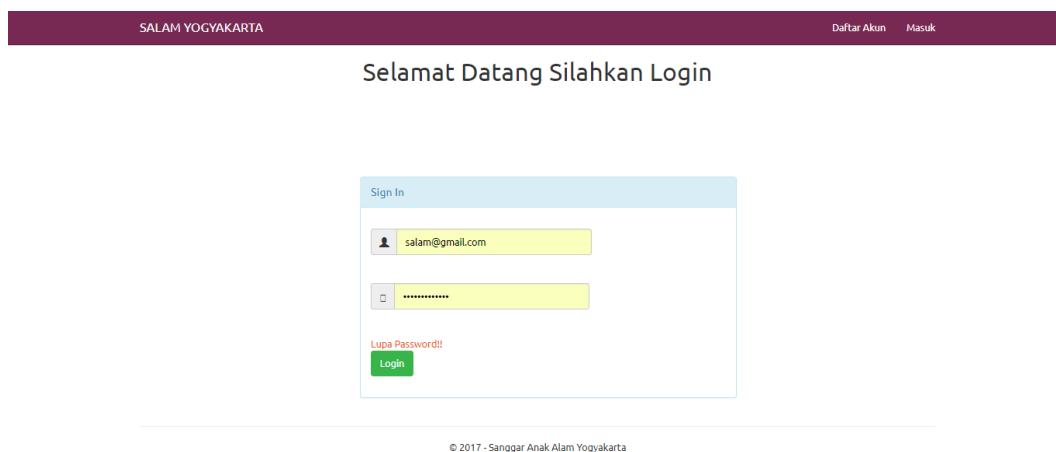 SALAM YOGYAKARTA Daftar Akun Masuk
Selamat Datang Silahkan Login
Sign In
salam@gmail.com
•••••••••••••
Lupa Password!!
Login
© 2017 - Sanggar Anak Alam Yogyakarta